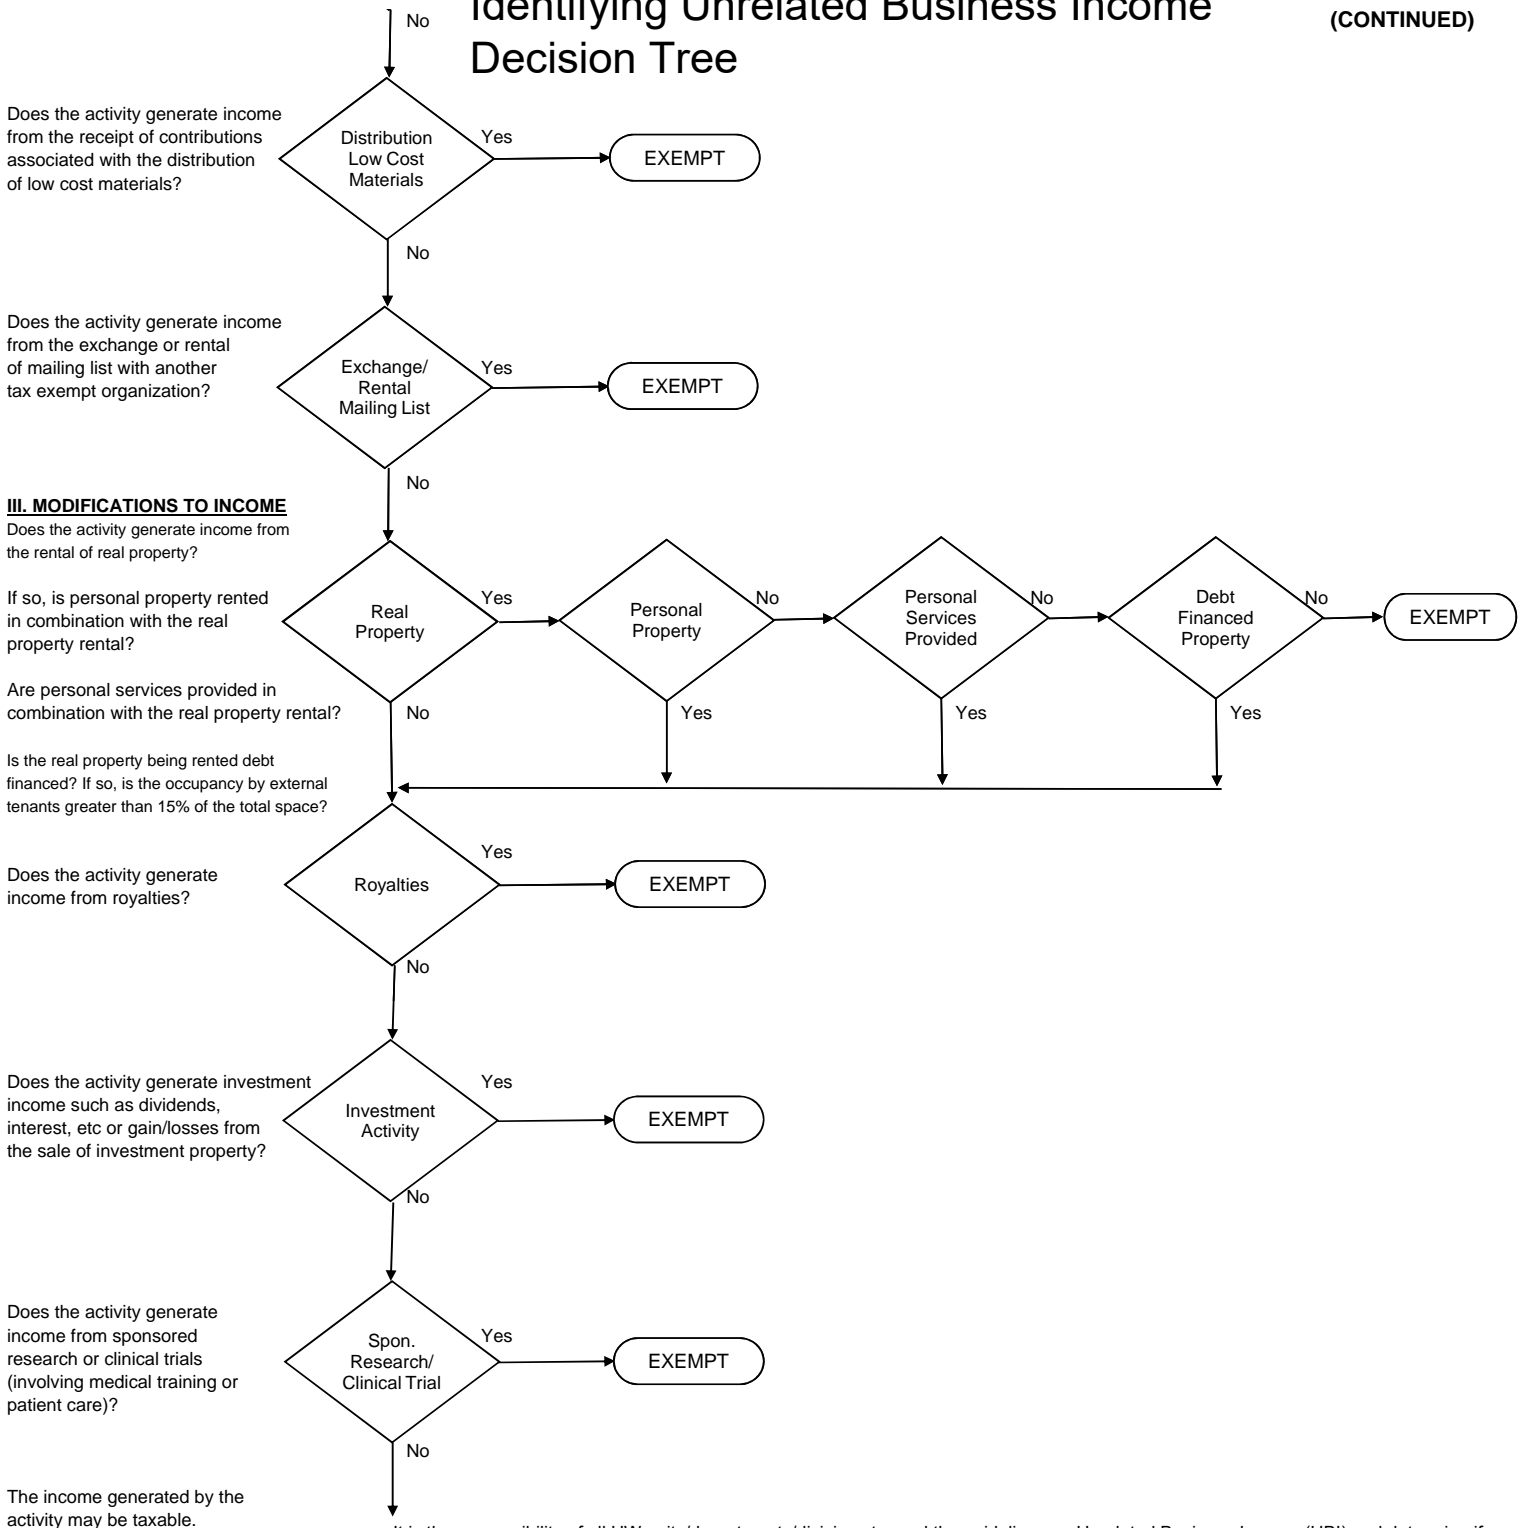 No
Identifying Unrelated Business Income
Decision Tree
(CONTINUED)
Does the activity generate income
from the receipt of contributions
associated with the distribution
of low cost materials?
Distribution
Low Cost
Materials
Yes
EXEMPT
No
Does the activity generate income
from the exchange or rental
of mailing list with another
tax exempt organization?
Exchange/
Rental
Mailing List
Yes
EXEMPT
No
III. MODIFICATIONS TO INCOME
Does the activity generate income from
the rental of real property?
If so, is personal property rented
in combination with the real
property rental?
Are personal services provided in
combination with the real property rental?
Is the real property being rented debt
financed? If so, is the occupancy by external
tenants greater than 15% of the total space?
Real
Property
Yes
No
Personal
Property
No
Yes
Personal
Services
Provided
No
Yes
Debt
Financed
Property
No
Yes
EXEMPT
Does the activity generate
income from royalties?
Royalties
Yes
EXEMPT
No
Does the activity generate investment
income such as dividends,
interest, etc or gain/losses from
the sale of investment property?
Investment
Activity
Yes
EXEMPT
No
Does the activity generate
income from sponsored
research or clinical trials
(involving medical training or
patient care)?
Spon.
Research/
Clinical Trial
Yes
EXEMPT
No
The income generated by the
activity may be taxable.